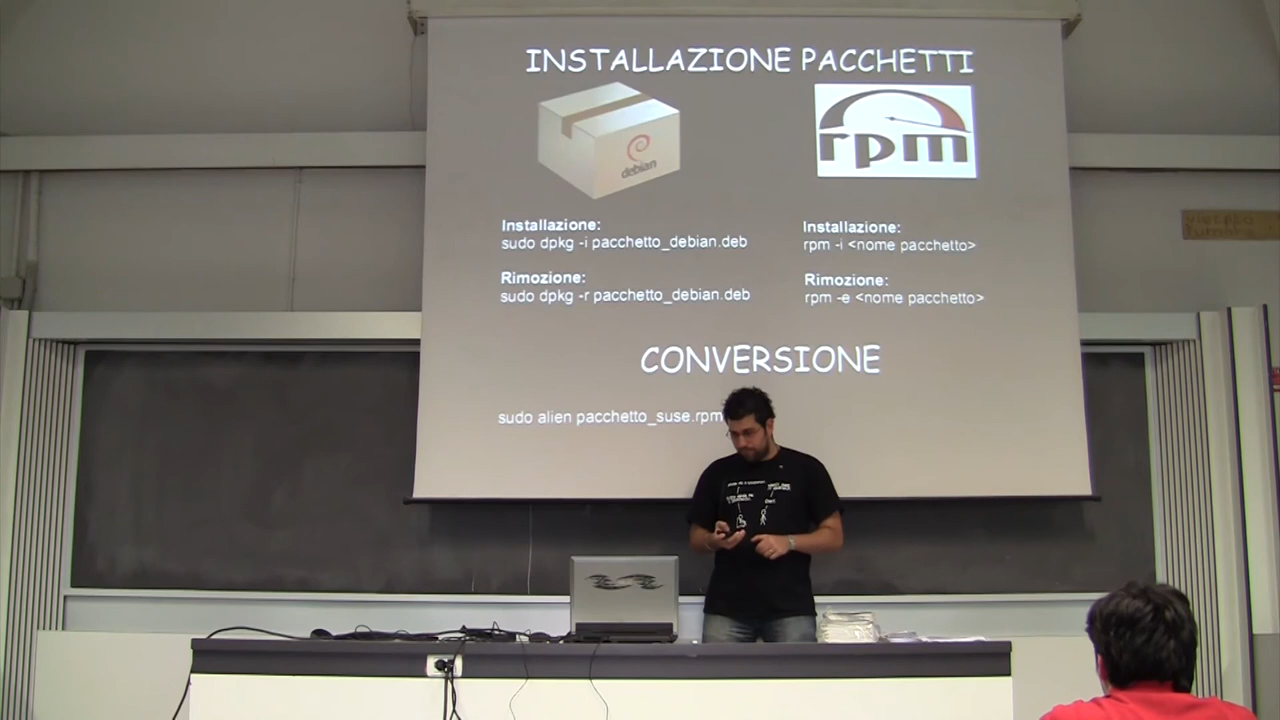 INSTALLAZIONE PACCHETTI
debian
rpm
Installazione:
sudo dpkg -i pacchetto_debian.deb
Rimozione:
sudo dpkg -r pacchetto_debian.deb
Installazione:
rpm -i <nome pacchetto>
Rimozione:
rpm -e <nome pacchetto>
CONVERSIONE
sudo alien pacchetto_suse.rpm